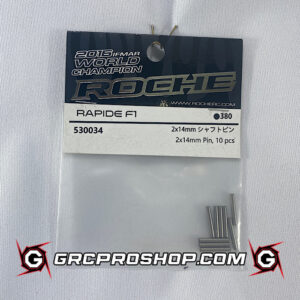 2016 IFMAR
WORLD
CHAMPION
ROCHE
WWW.ROCHERC.COM
RAPIDE F1
●380
530034
2x14mm シャフトピン
2x14mm Pin, 10 pcs
GRCPROSHOP.COM